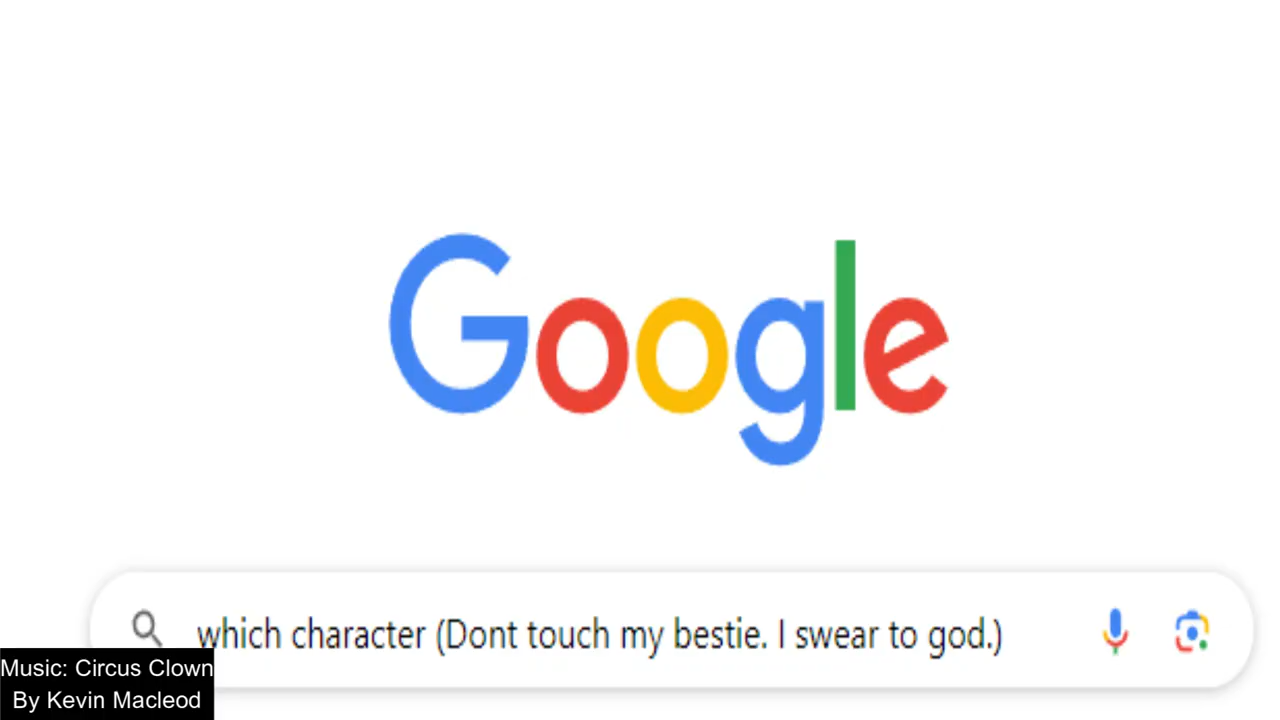 Google
which character (Dont touch my bestie. I swear to god.)
Music: Circus Clown
By Kevin Macleod